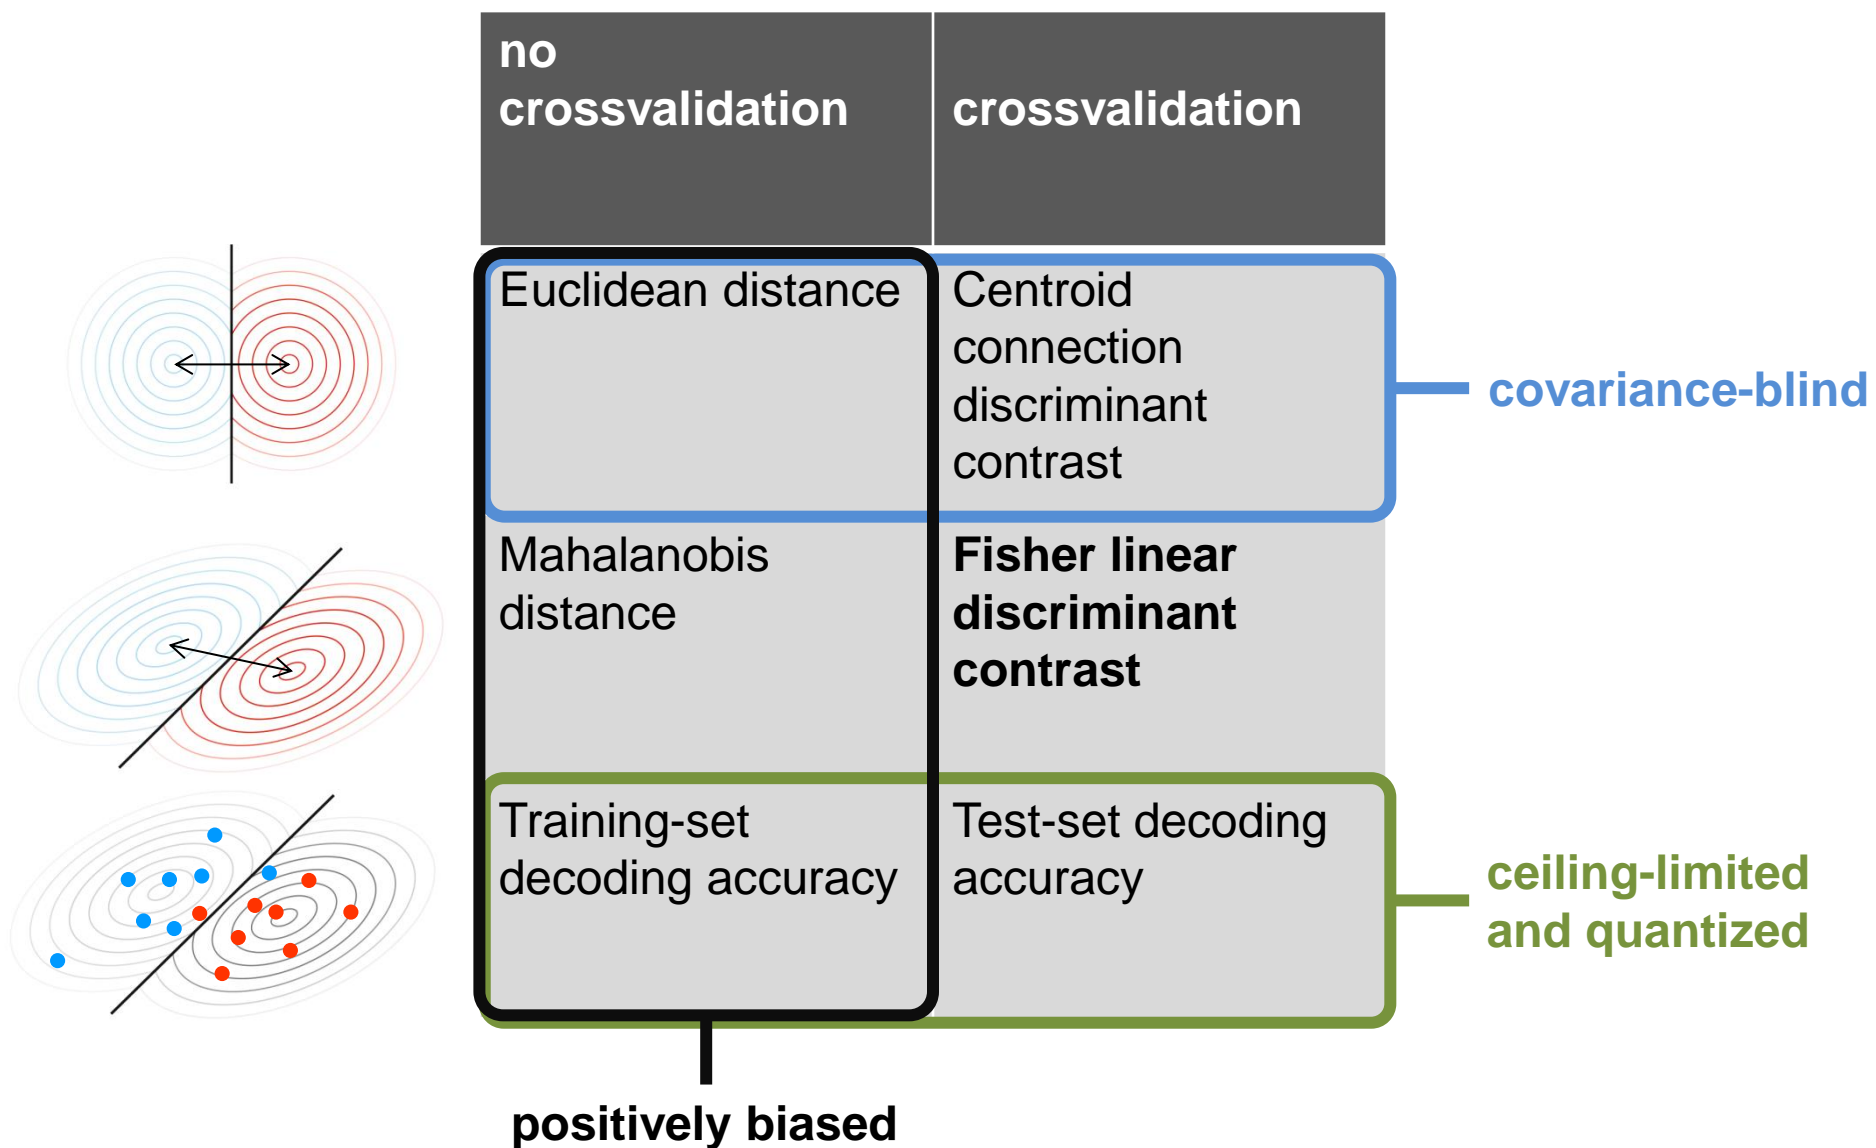 no
crossvalidation
crossvalidation
Euclidean distance
Centroid
connection
discriminant
contrast
covariance-blind
Mahalanobis
distance
Fisher linear
discriminant
contrast
Training-set
decoding accuracy
Test-set decoding
accuracy
ceiling-limited
and quantized
positively biased